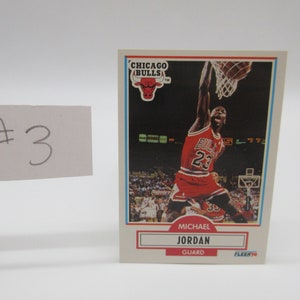 #3
CHICAGO
BULLS
23
MICHAEL
JORDAN
GUARD
FLEER '90